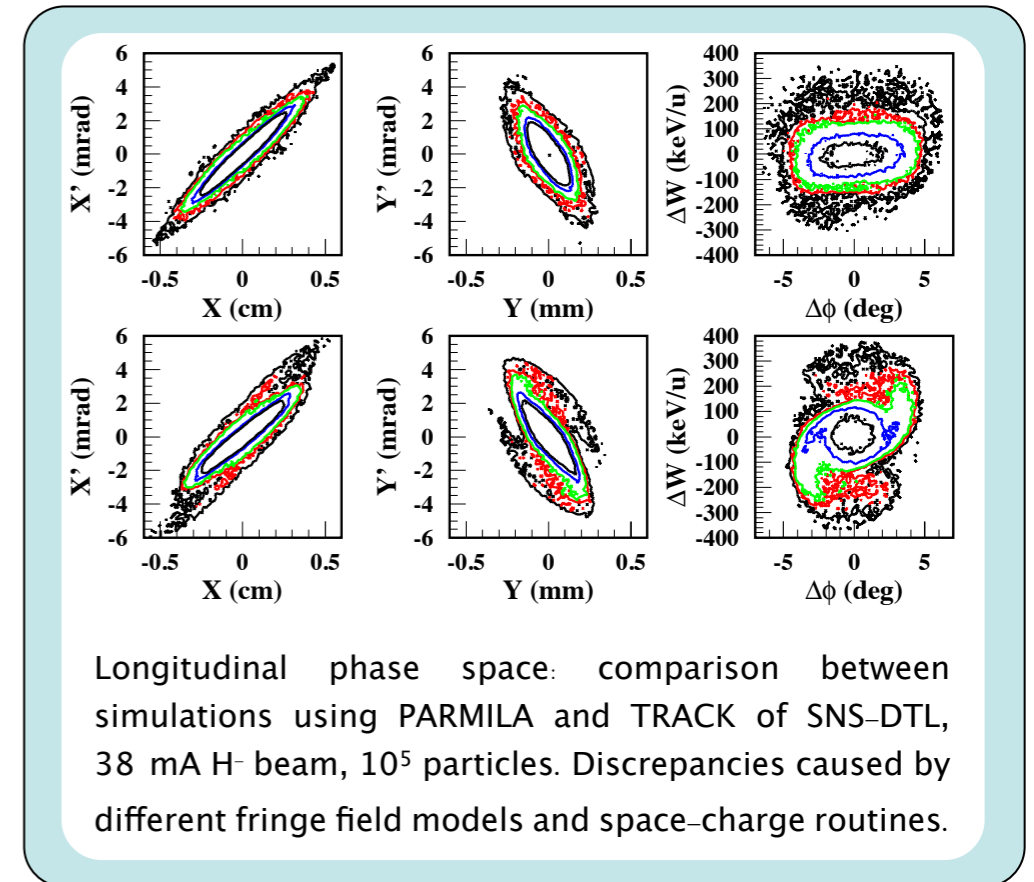 6
4
2
0
-2
-4
-6
-0.5 0 0.5
X (cm)
X' (mrad)
6
4
2
0
-2
-4
-6
-0.5 0 0.5
Y (mm)
Y' (mrad)
400
300
200
100
0
-100
-200
-300
-400
-5 0 5
Δϕ (deg)
ΔW (keV/u)
6
4
2
0
-2
-4
-6
-0.5 0 0.5
X (cm)
X' (mrad)
6
4
2
0
-2
-4
-6
-0.5 0 0.5
Y (mm)
Y' (mrad)
400
300
200
100
0
-100
-200
-300
-400
-5 0 5
Δϕ (deg)
ΔW (keV/u)
Longitudinal phase space: comparison between
simulations using PARMILA and TRACK of SNS-DTL,
38 mA H⁻ beam, 10⁵ particles. Discrepancies caused by
different fringe field models and space-charge routines.